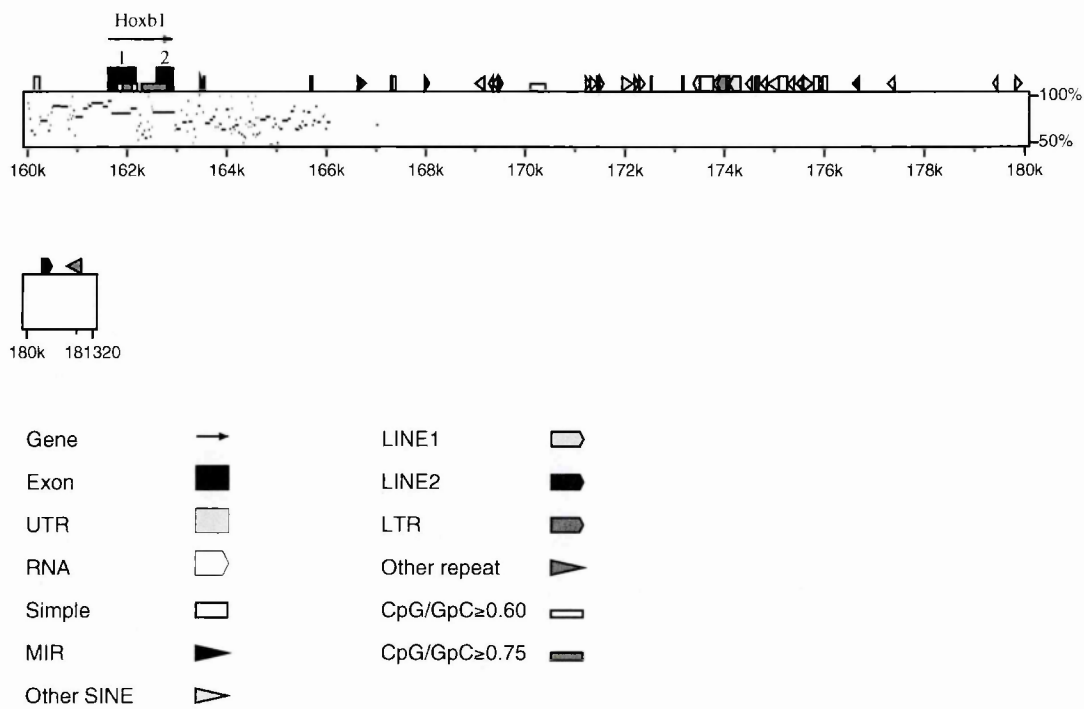 Hoxb1
1 2
100%
50%
160k 162k 164k 166k 168k 170k 172k 174k 176k 178k 180k
180k 181320
Gene LINE1
Exon LINE2
UTR LTR
RNA Other repeat
Simple CpG/GpC≥0.60
MIR CpG/GpC≥0.75
Other SINE